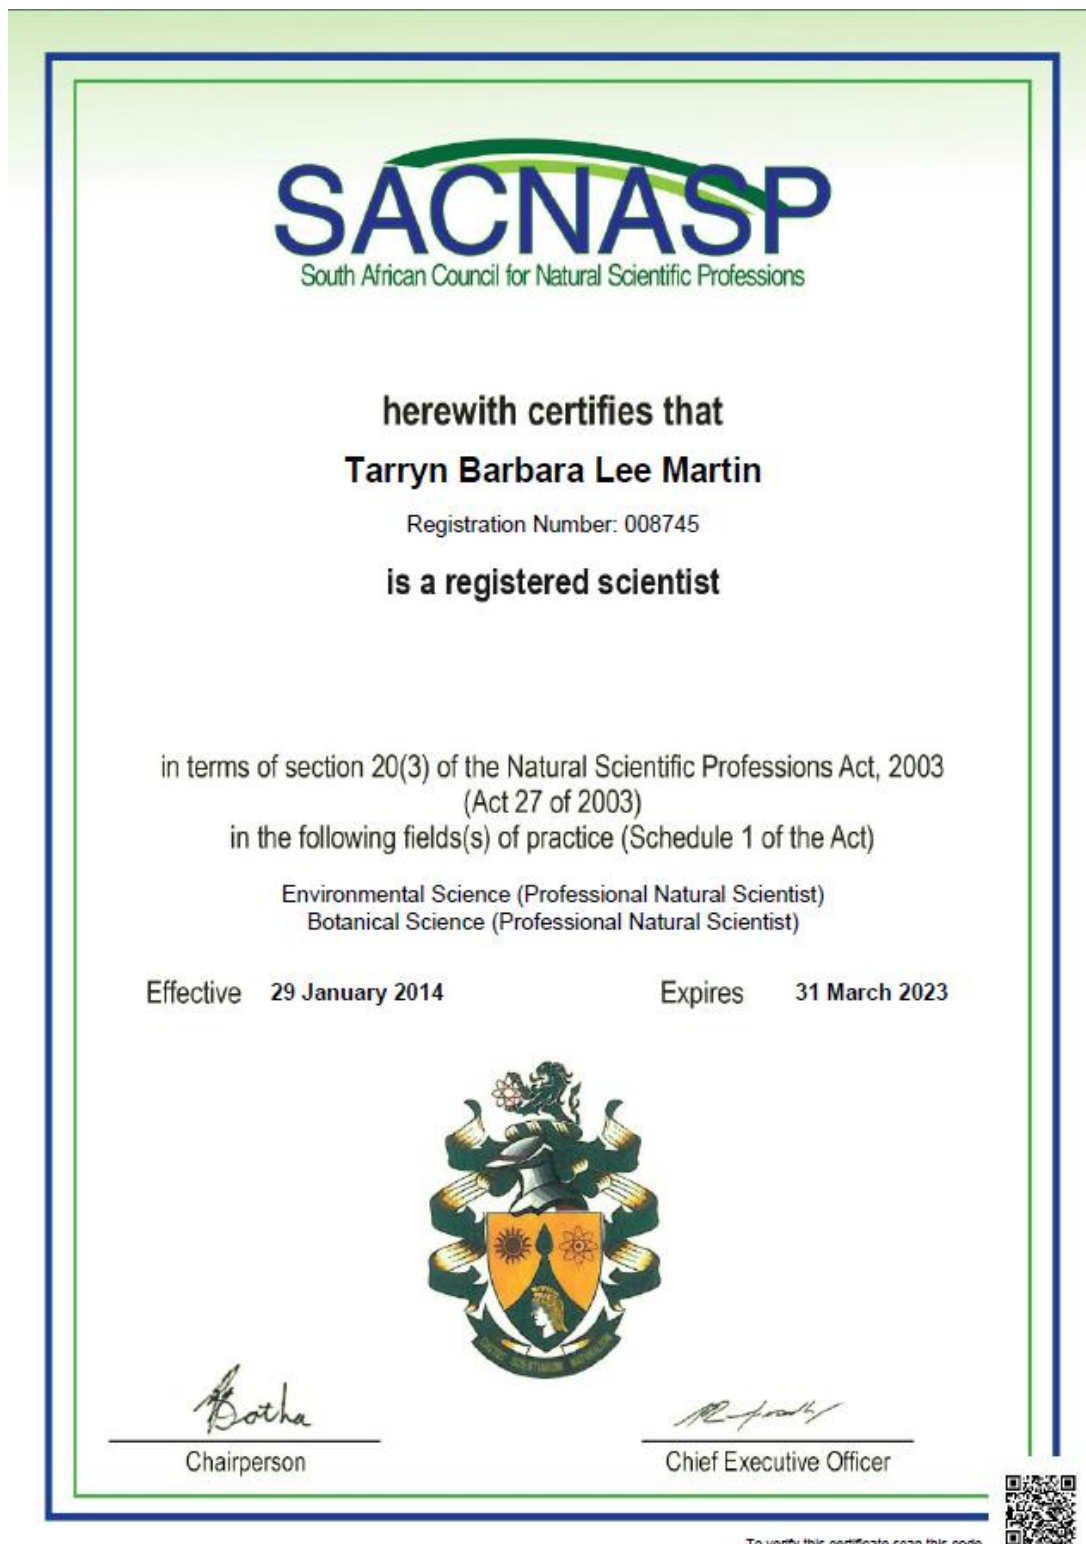 SACNASP
South African Council for Natural Scientific Professions
herewith certifies that
Tarryn Barbara Lee Martin
Registration Number: 008745
is a registered scientist
in terms of section 20(3) of the Natural Scientific Professions Act, 2003
(Act 27 of 2003)
in the following fields(s) of practice (Schedule 1 of the Act)
Environmental Science (Professional Natural Scientist)
Botanical Science (Professional Natural Scientist)
Effective 29 January 2014 Expires 31 March 2023
Botha
Chairperson
Chief Executive Officer
To verify this certificate scan this code